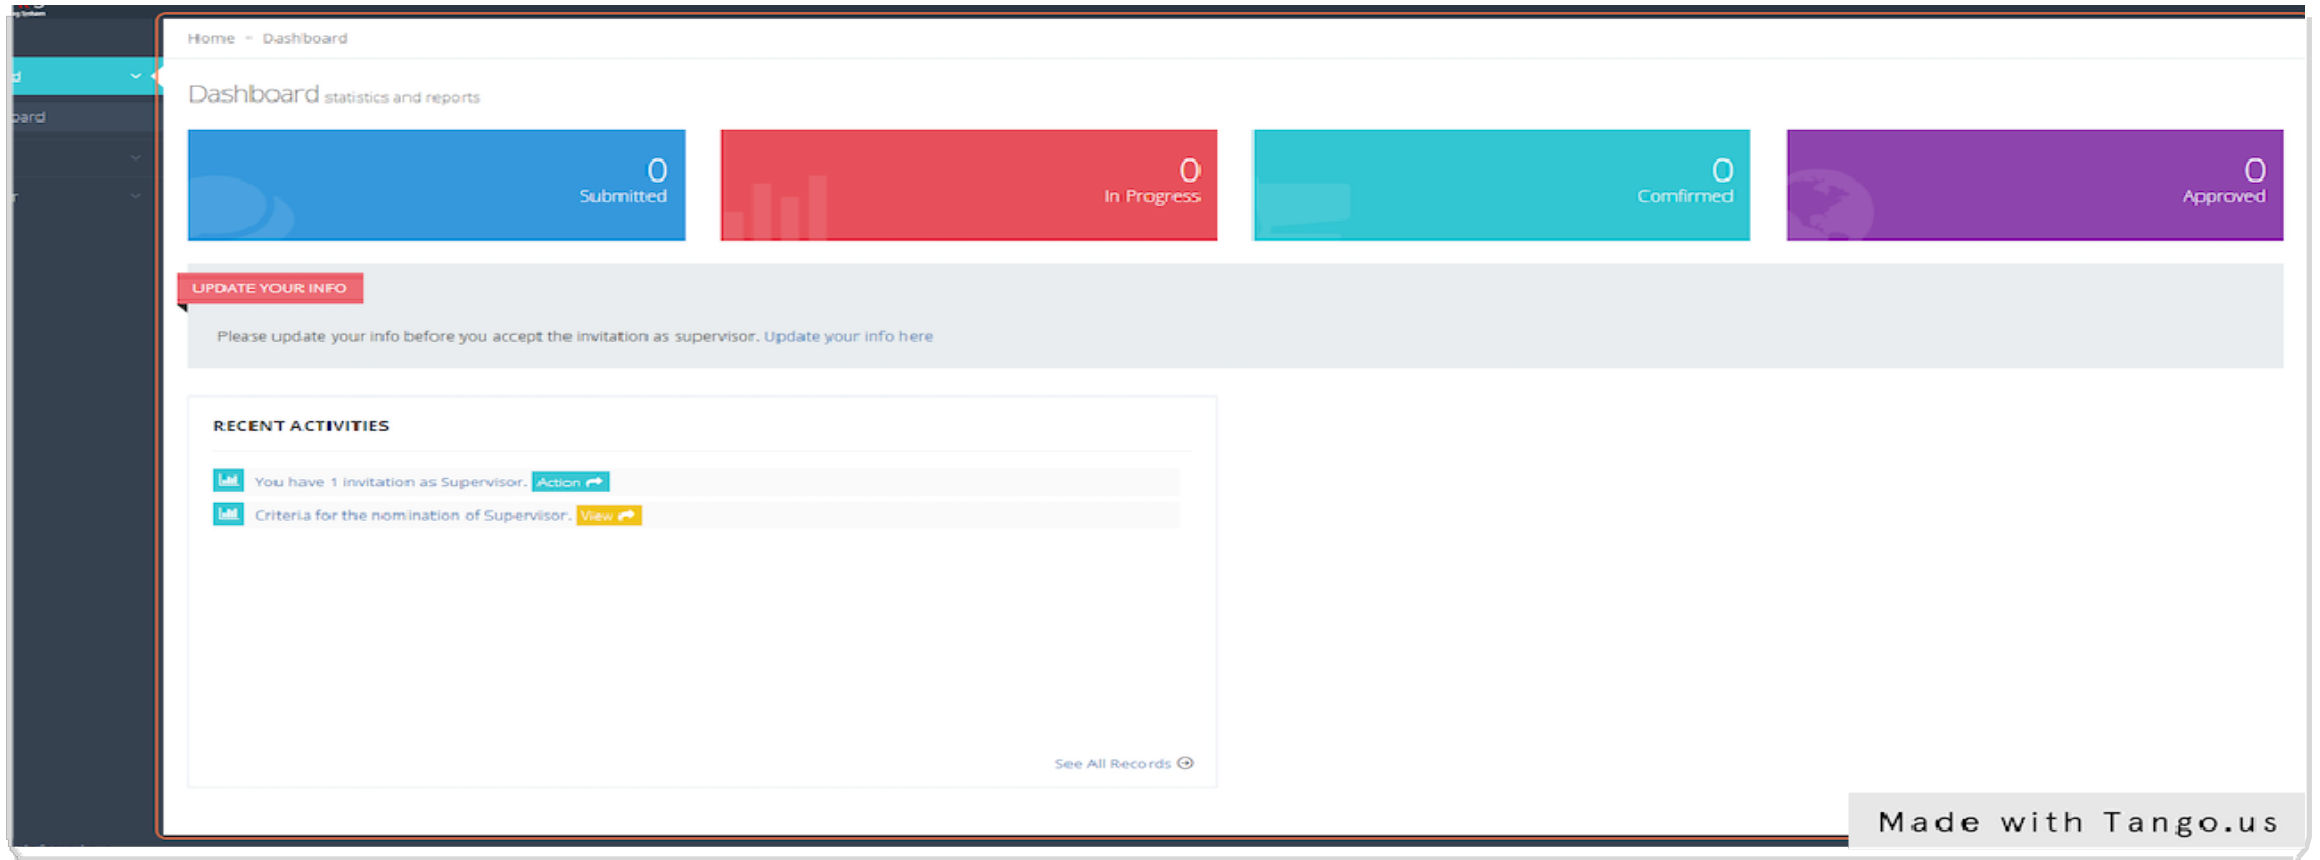 Home - Dashboard
Dashboard statistics and reports
0
Submitted
0
In Progress
0
Comfirmed
0
Approved
UPDATE YOUR INFO
Please update your info before you accept the invitation as supervisor. Update your info here
RECENT ACTIVITIES
You have 1 invitation as Supervisor. Action
Criteria for the nomination of Supervisor. View
See All Records
Made with Tango.us